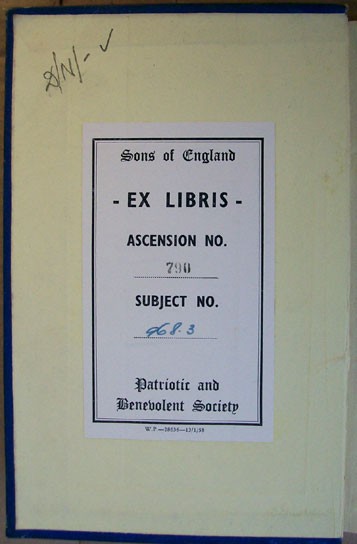 Sons of England
- EX LIBRIS -
ASCENSION NO.
790
SUBJECT NO.
968.3
Patriotic and
Benevolent Society